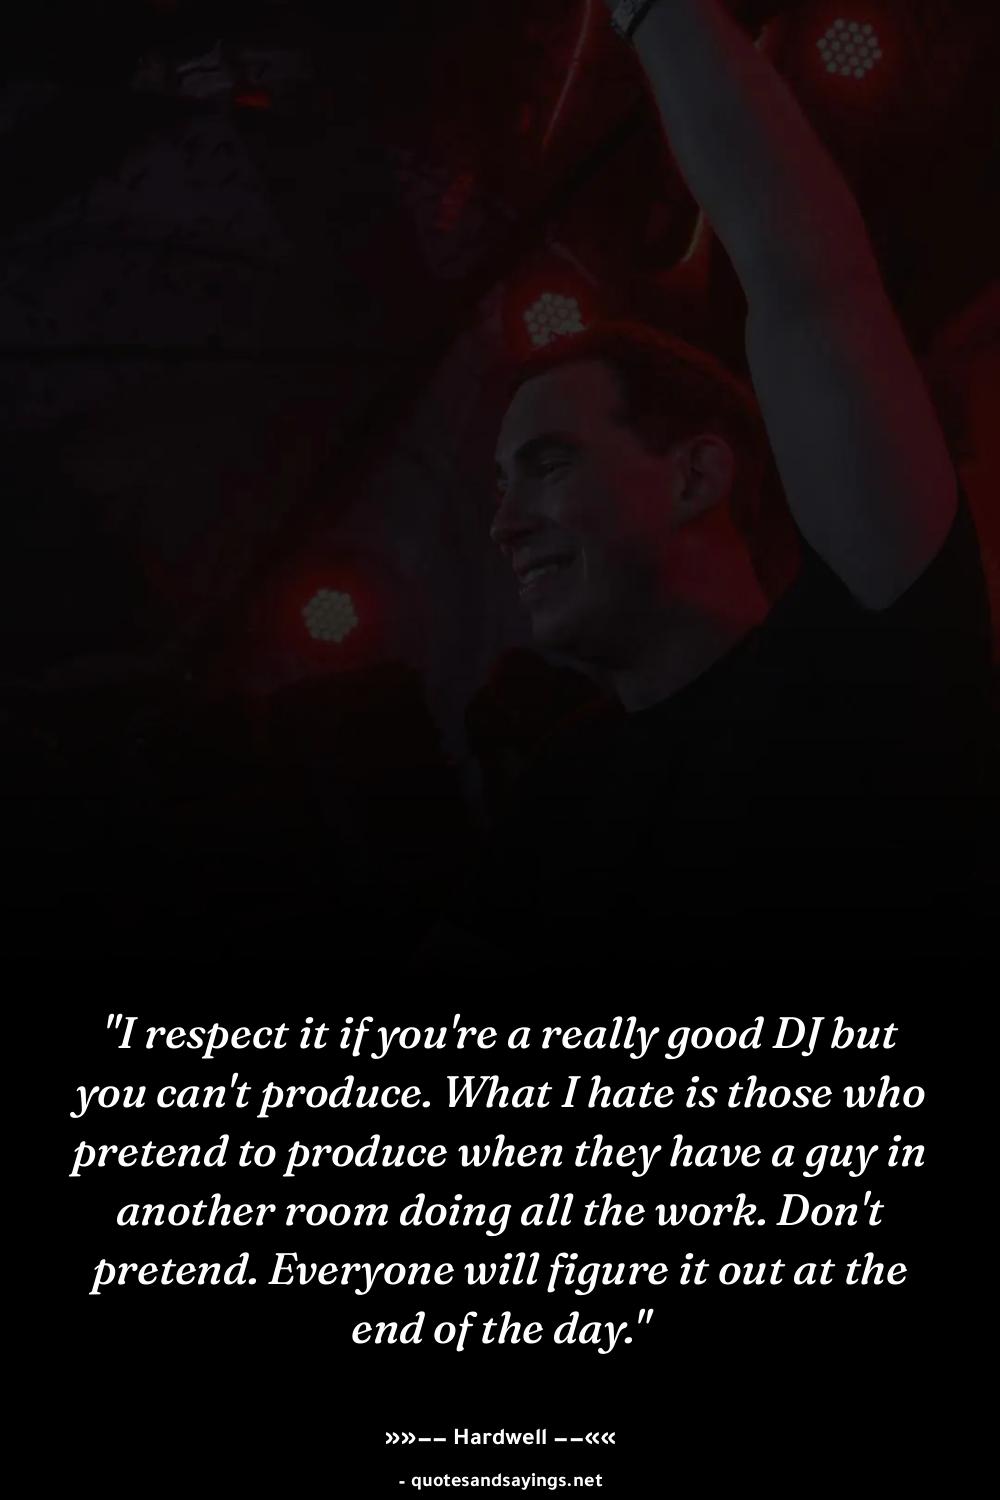 "I respect it if you're a really good DJ but
you can't produce. What I hate is those who
pretend to produce when they have a guy in
another room doing all the work. Don't
pretend. Everyone will figure it out at the
end of the day."
»»–– Hardwell ––««
- quotesandsayings.net